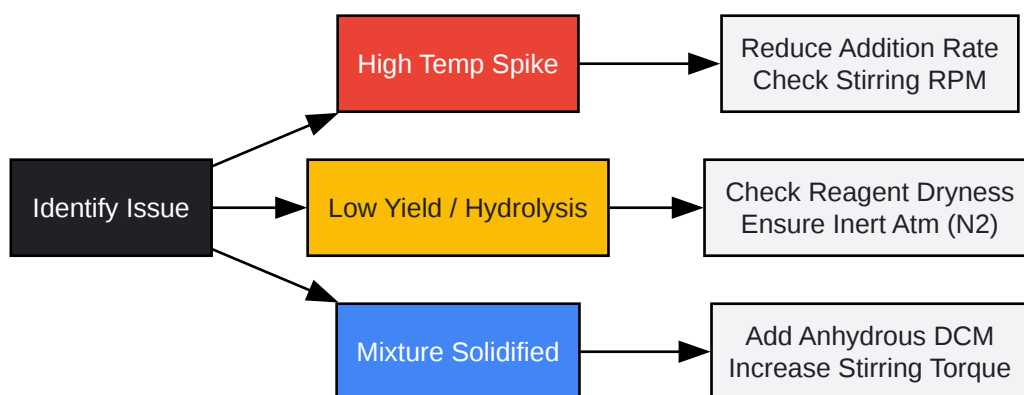 High Temp Spike
Reduce Addition Rate
Check Stirring RPM
Identify Issue
Low Yield / Hydrolysis
Check Reagent Dryness
Ensure Inert Atm (N2)
Mixture Solidified
Add Anhydrous DCM
Increase Stirring Torque